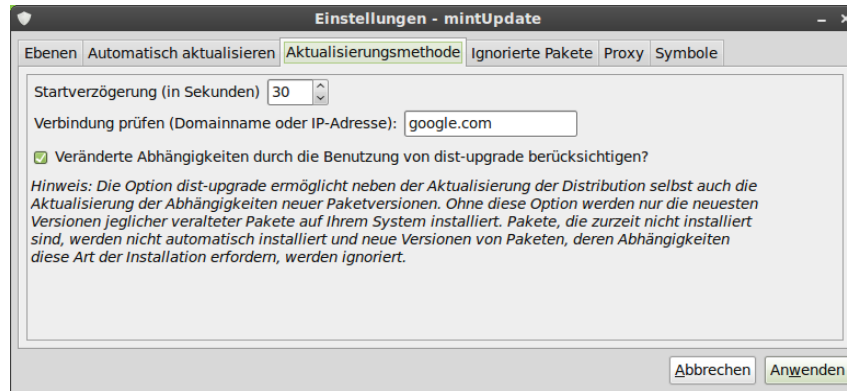 Einstellungen - mintUpdate
Ebenen Automatisch aktualisieren Aktualisierungsmethode Ignorierte Pakete Proxy Symbole
Startverzögerung (in Sekunden) 30
Verbindung prüfen (Domainname oder IP-Adresse): google.com
Veränderte Abhängigkeiten durch die Benutzung von dist-upgrade berücksichtigen?
Hinweis: Die Option dist-upgrade ermöglicht neben der Aktualisierung der Distribution selbst auch die
Aktualisierung der Abhängigkeiten neuer Paketversionen. Ohne diese Option werden nur die neuesten
Versionen jeglicher veralteter Pakete auf Ihrem System installiert. Pakete, die zurzeit nicht installiert
sind, werden nicht automatisch installiert und neue Versionen von Paketen, deren Abhängigkeiten
diese Art der Installation erfordern, werden ignoriert.
Abbrechen Anwenden